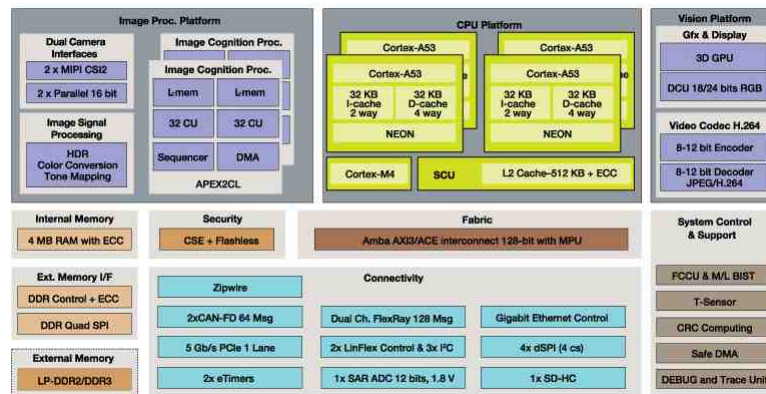 Image Proc. Platform
Dual Camera
Interfaces
2 x MIPI CSI2
2 x Parallel 16 bit
Image Signal
Processing
HDR
Color Conversion
Tone Mapping
Image Cognition Proc.
Image Cognition Proc.
L-mem
L-mem
32 CU
32 CU
Sequencer
DMA
APEX2CL
CPU Platform
Cortex-A53
Cortex-A53
32 KB
I-cache
2 way
32 KB
D-cache
4 way
NEON
Cortex-A53
Cortex-A53
32 KB
I-cache
2 way
32 KB
D-cache
4 way
NEON
Cortex-M4
SCU
L2 Cache–512 KB + ECC
Vision Platform
Gfx & Display
3D GPU
DCU 18/24 bits RGB
Video Codec H.264
8-12 bit Encoder
8-12 bit Decoder
JPEG/H.264
Internal Memory
4 MB RAM with ECC
Security
CSE + Flashless
Fabric
Amba AXI3/ACE interconnect 128-bit with MPU
System Control
& Support
FCCU & M/L BIST
T-Sensor
CRC Computing
Safe DMA
DEBUG and Trace Unit
Ext. Memory I/F
DDR Control + ECC
DDR Quad SPI
External Memory
LP-DDR2/DDR3
Connectivity
Zipwire
2xCAN-FD 64 Msg
Dual Ch. FlexRay 128 Msg
Gigabit Ethernet Control
5 Gb/s PCIe 1 Lane
2x LinFlex Control & 3x I²C
4x dSPI (4 cs)
2x eTimers
1x SAR ADC 12 bits, 1.8 V
1x SD-HC